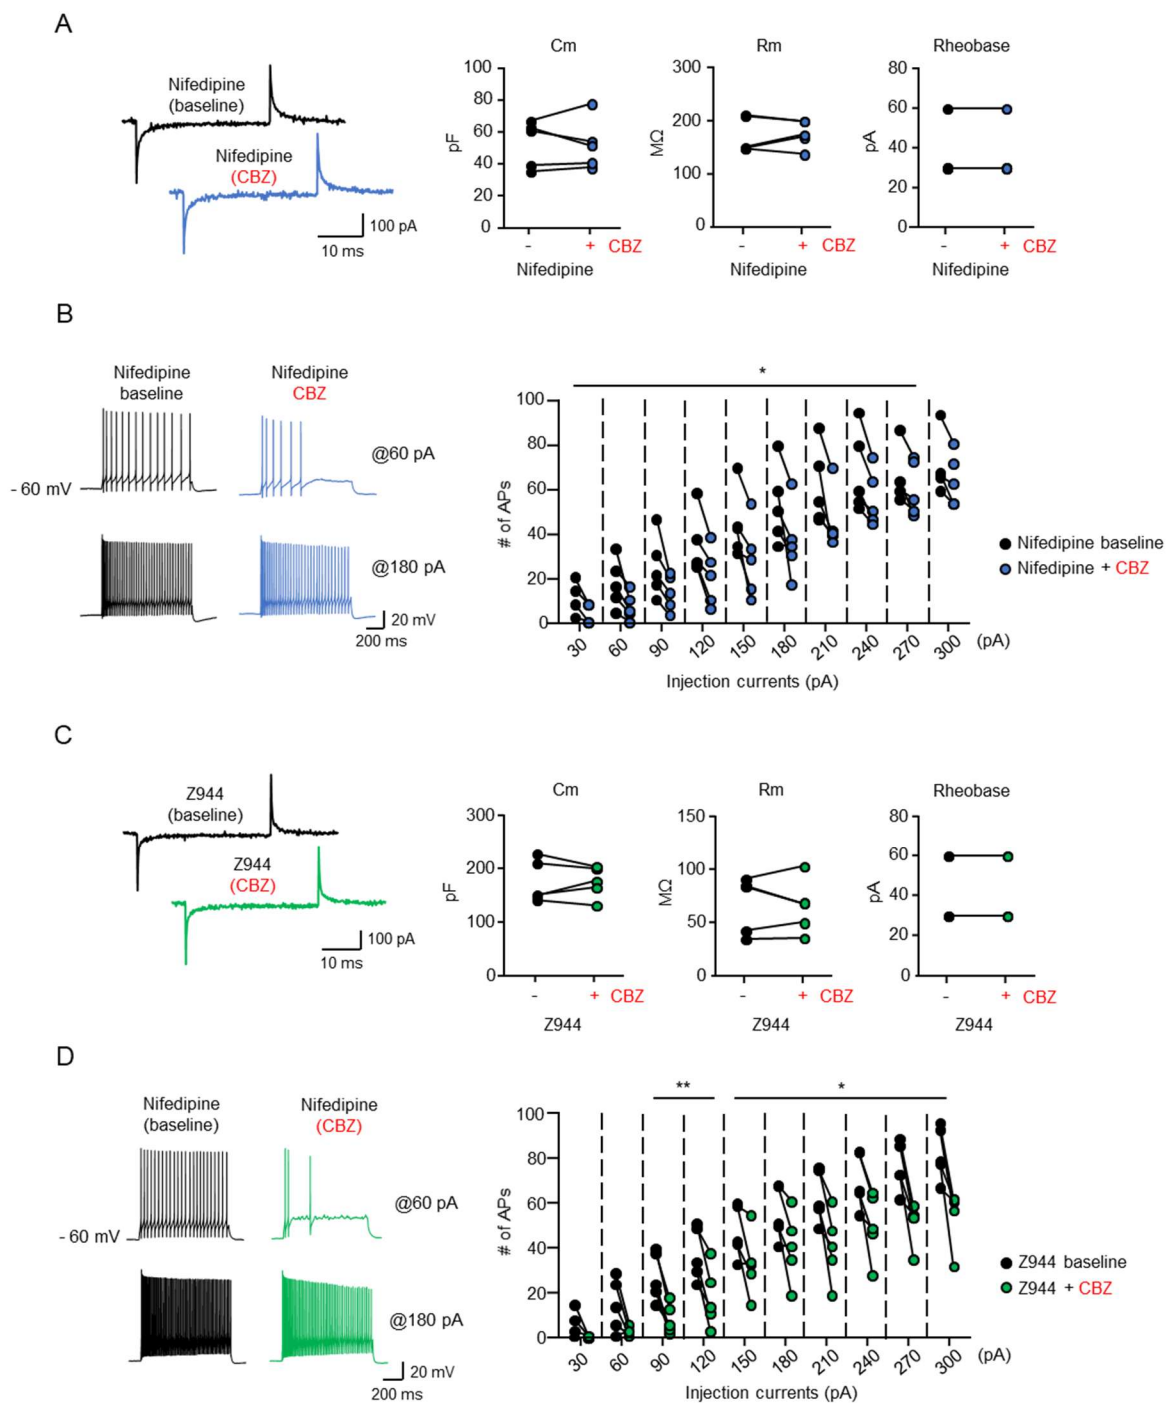 A
Nifedipine
(baseline)
Nifedipine
(CBZ)
100 pA
10 ms
Cm
100
80
60
40
20
0
pF
- + CBZ
Nifedipine
Rm
300
200
100
0
MΩ
- + CBZ
Nifedipine
Rheobase
80
60
40
20
0
pA
- + CBZ
Nifedipine
B
Nifedipine
baseline
Nifedipine
CBZ
- 60 mV
@60 pA
@180 pA
20 mV
200 ms
*
100
80
60
40
20
0
# of APs
30 60 90 120 150 180 210 240 270 300 (pA)
Injection currents (pA)
Nifedipine baseline
Nifedipine + CBZ
C
Z944
(baseline)
Z944
(CBZ)
100 pA
10 ms
Cm
300
200
100
0
pF
- + CBZ
Z944
Rm
150
100
50
0
MΩ
- + CBZ
Z944
Rheobase
80
60
40
20
0
pA
- + CBZ
Z944
D
Nifedipine
(baseline)
Nifedipine
(CBZ)
- 60 mV
@60 pA
@180 pA
20 mV
200 ms
** *
100
80
60
40
20
0
# of APs
30 60 90 120 150 180 210 240 270 300 (pA)
Injection currents (pA)
Z944 baseline
Z944 + CBZ